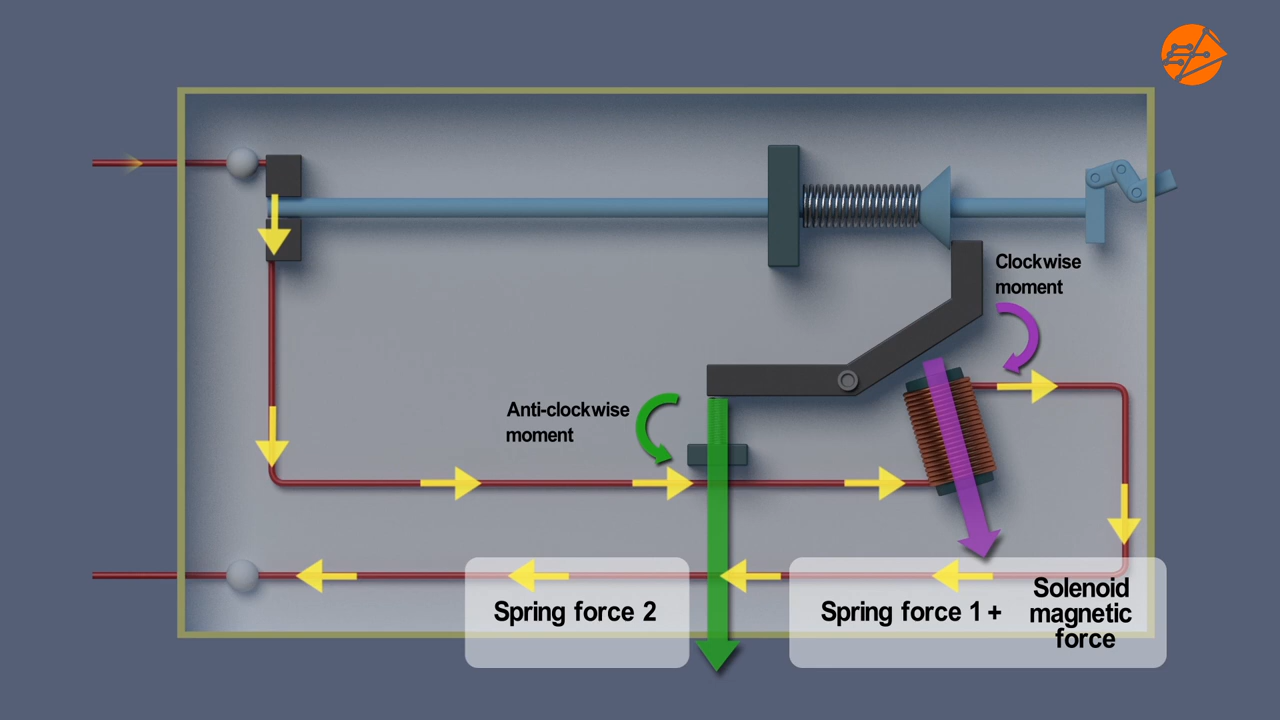 Clockwise
moment
Anti-clockwise
moment
Spring force 2
Spring force 1 +
Solenoid
magnetic
force